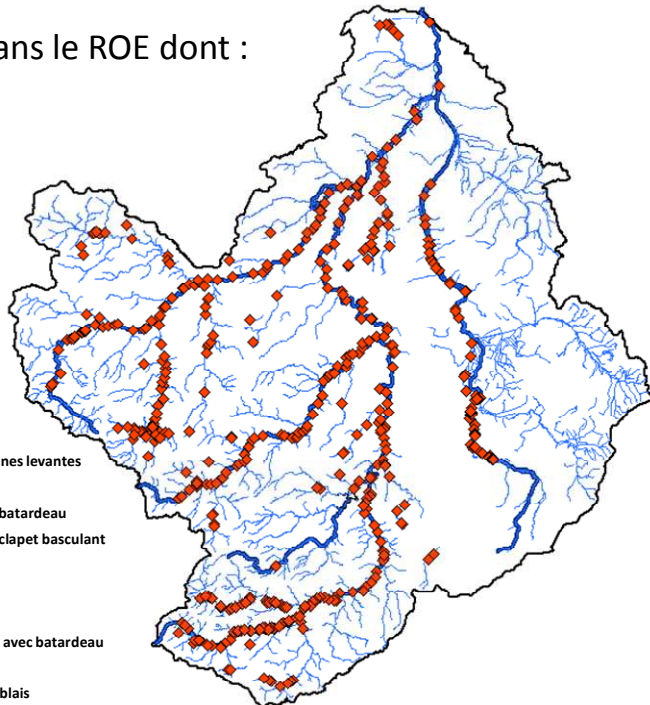 ans le ROE dont :
nes levantes
batardeau
clapet basculant
avec batardeau
blais